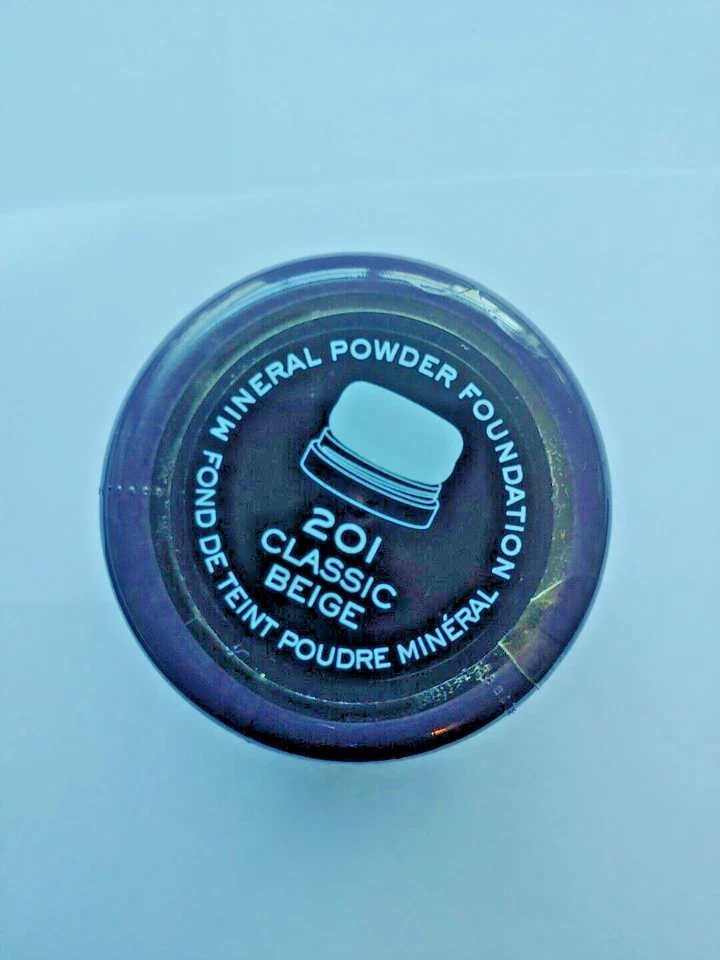 MINERAL POWDER FOUNDATION
201
CLASSIC
BEIGE
FOND DE TEINT POUDRE MINÉRAL